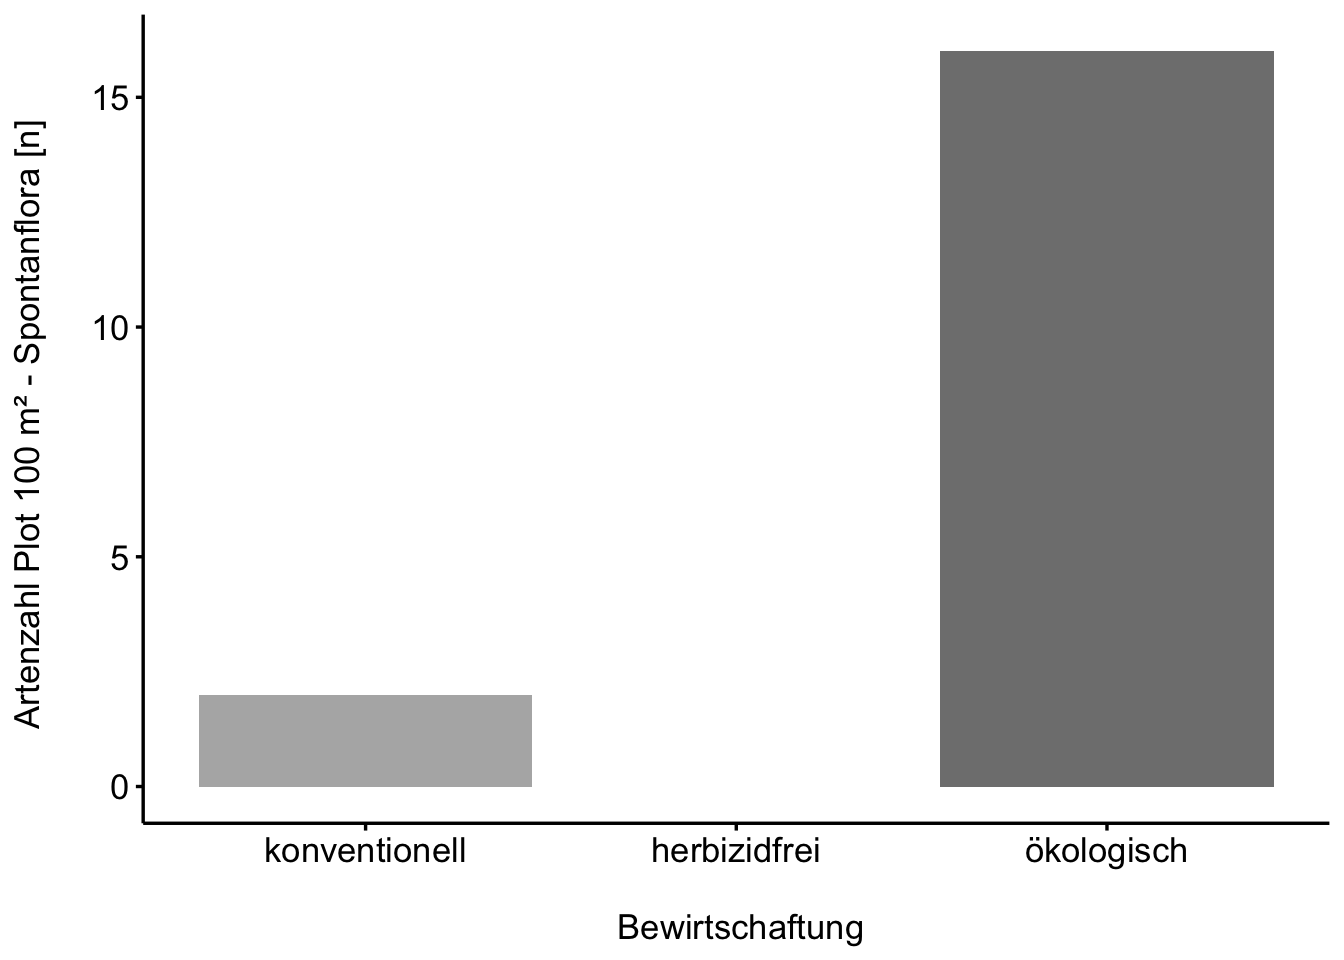 Artenzahl Plot 100 m² - Spontanflora [n]
15
10
5
0
konventionell herbizidfrei ökologisch
Bewirtschaftung